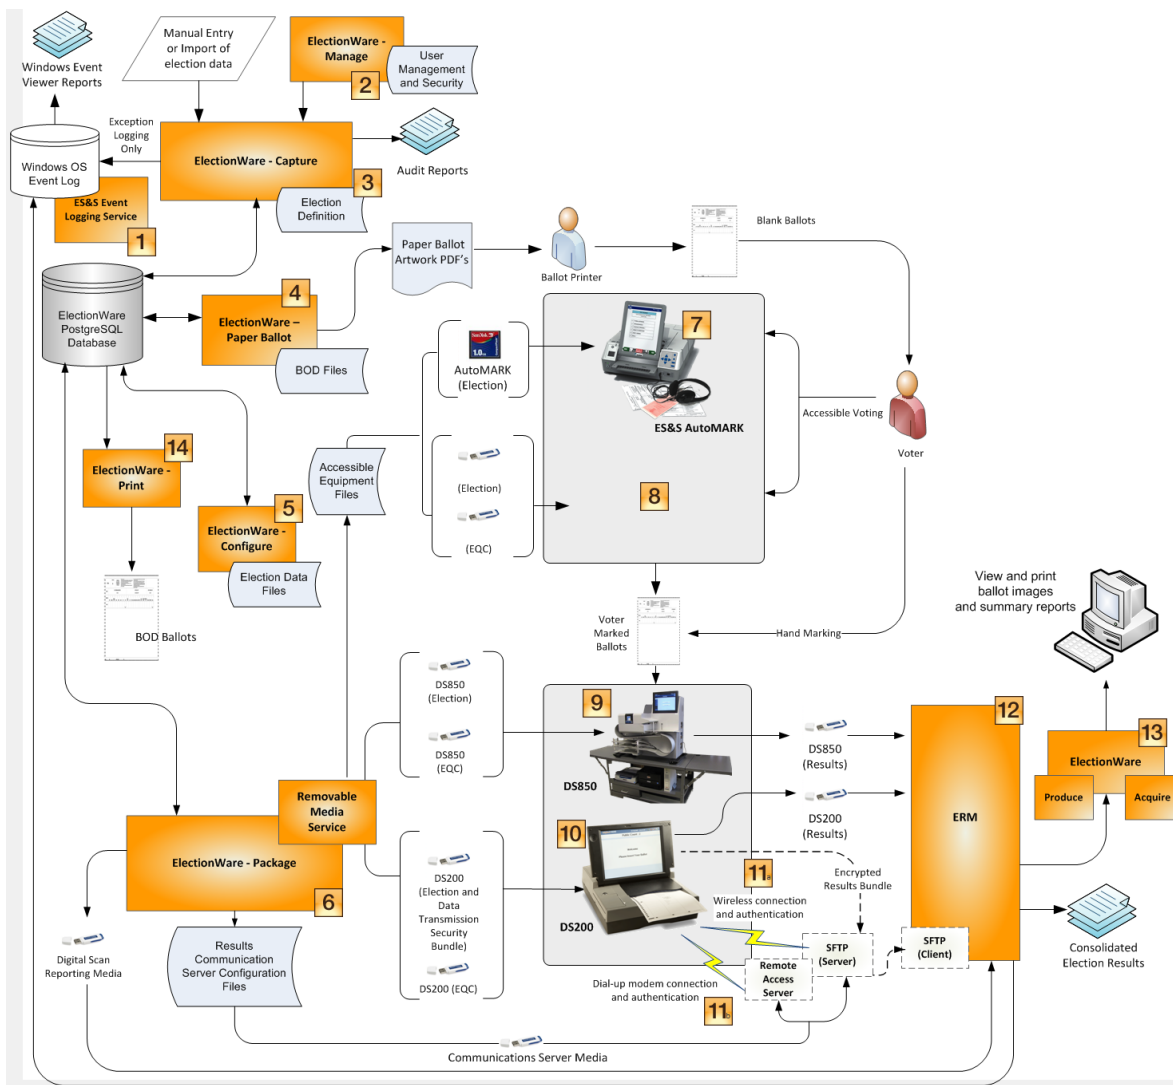 Manual Entry
or Import of
election data
ElectionWare -
Manage
2
User
Management
and Security
Windows Event
Viewer Reports
Exception
Logging
Only
ElectionWare - Capture
3
Audit Reports
Windows OS
Event Log
ES&S Event
Logging Service
1
Election
Definition
Paper Ballot
Artwork PDF's
Ballot Printer
Blank Ballots
ElectionWare
PostgreSQL
Database
4
ElectionWare –
Paper Ballot
BOD Files
AutoMARK
(Election)
7
ES&S AutoMARK
Accessible Voting
Voter
14
ElectionWare -
Print
Accessible
Equipment
Files
(Election)
(EQC)
8
5
ElectionWare -
Configure
Election Data
Files
BOD Ballots
View and print
ballot images
and summary reports
Voter
Marked
Ballots
Hand Marking
DS850
(Election)
DS850
(EQC)
9
DS850
DS850
(Results)
DS200
(Results)
12
ERM
13
ElectionWare
Produce
Acquire
Removable
Media
Service
ElectionWare - Package
6
10
DS200
DS200
(Election and
Data
Transmission
Security
Bundle)
DS200 (EQC)
11a
Wireless connection
and authentication
Encrypted
Results Bundle
SFTP
(Server)
SFTP
(Client)
Remote
Access
Server
Dial-up modem connection
and authentication
11b
Consolidated
Election Results
Digital Scan
Reporting Media
Results
Communication
Server Configuration
Files
Communications Server Media